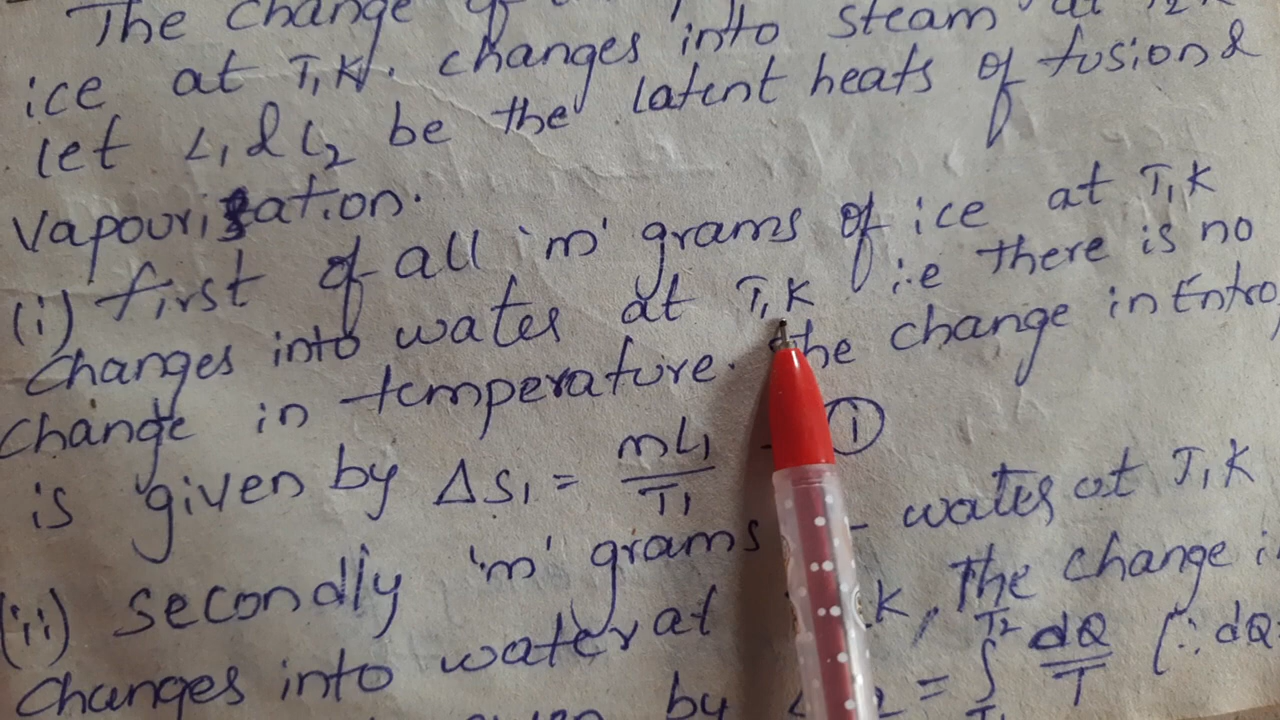 The change
ice at T₁K. changes into steam at T₂K
let L₁ & L₂ be the latent heats of fusion &
vapourisation.
(i) first of all 'm' grams of ice at T₁K
changes into water at T₁K i.e there is no
change in temperature. The change in Entro
is given by ΔS₁ = mL₁/T₁ - ①
(ii) secondly 'm' grams water at T₁K
changes into water at K, The change i
by = ∫ T₂ T₁ dQ/T [∵ dQ